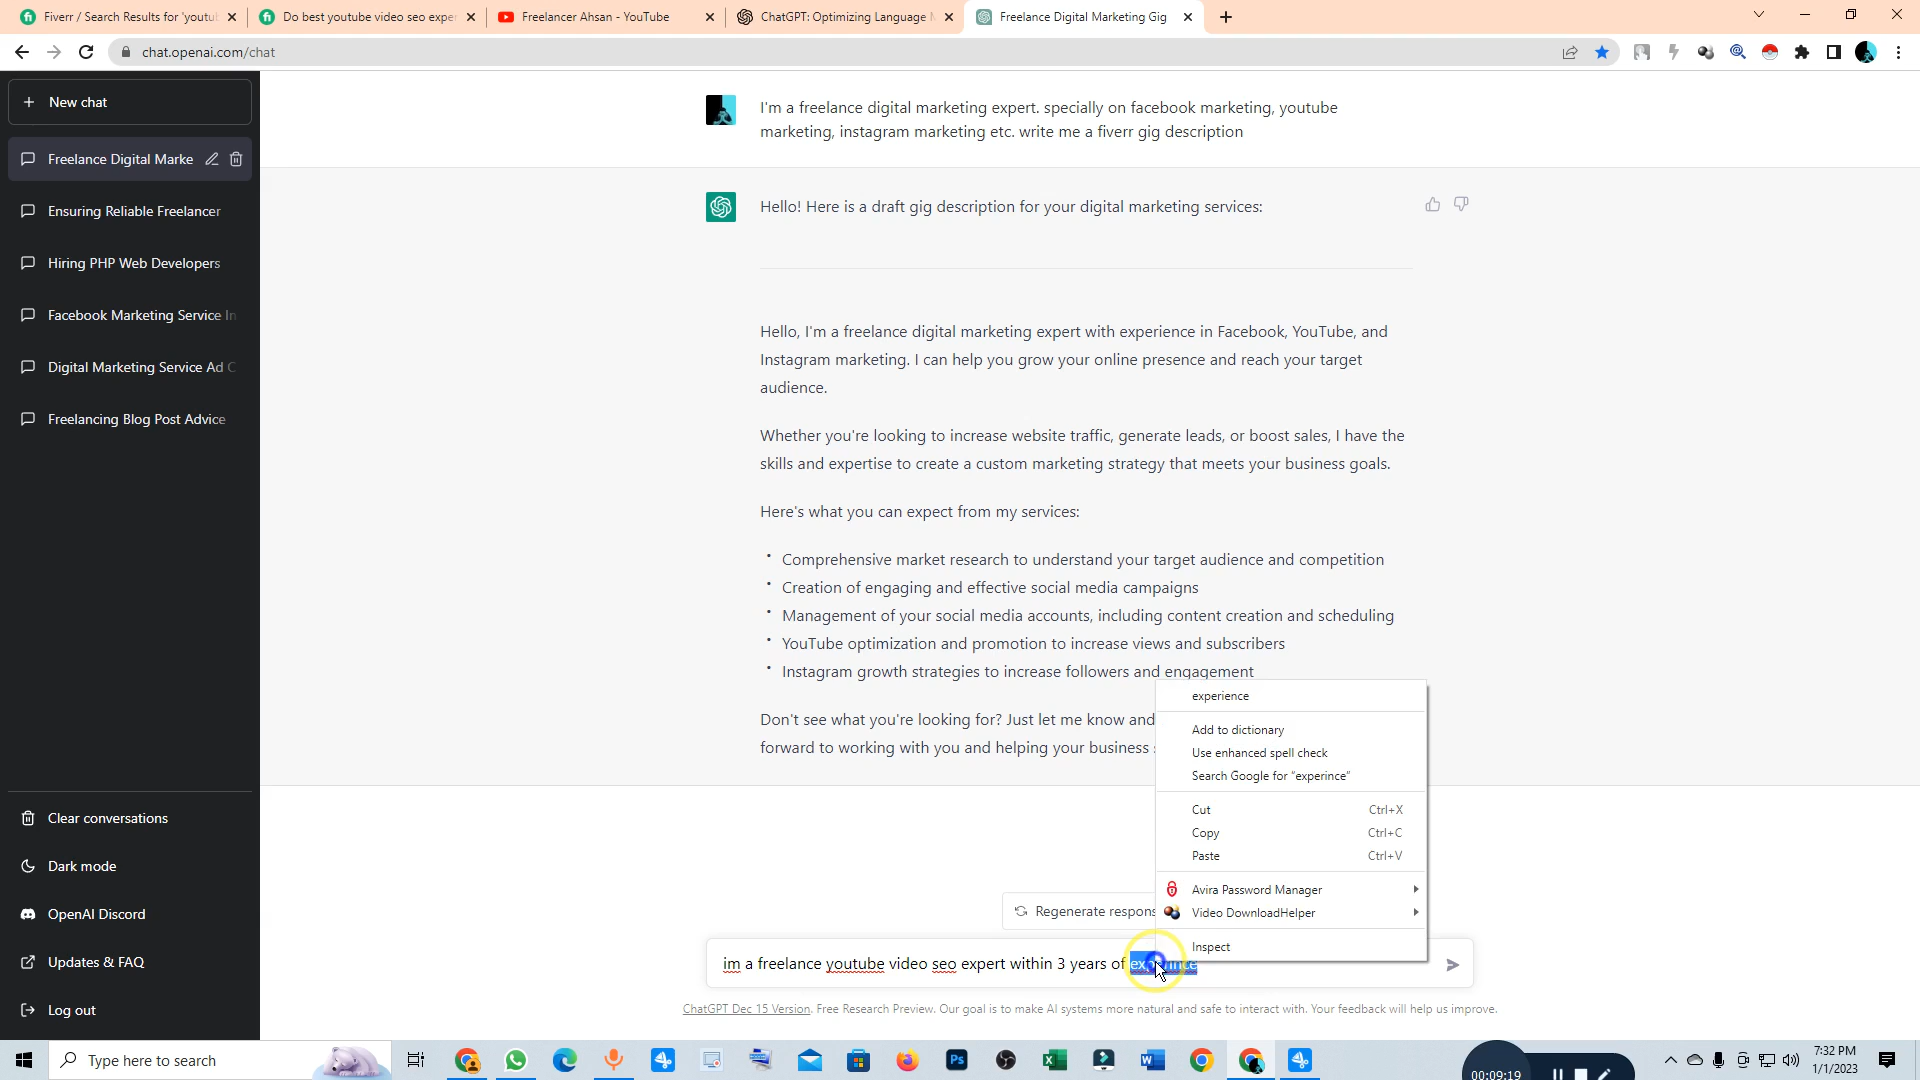 Fiverr / Search Results for 'youtu
Do best youtube video seo exper
Freelancer Ahsan - YouTube
ChatGPT: Optimizing Language
Freelance Digital Marketing Gig
chat.openai.com/chat
New chat
Freelance Digital Marke
Ensuring Reliable Freelancer
Hiring PHP Web Developers
Facebook Marketing Service In
Digital Marketing Service Ad C
Freelancing Blog Post Advice
Clear conversations
Dark mode
OpenAI Discord
Updates & FAQ
Log out
I'm a freelance digital marketing expert. specially on facebook marketing, youtube
marketing, instagram marketing etc. write me a fiverr gig description
Hello! Here is a draft gig description for your digital marketing services:
Hello, I'm a freelance digital marketing expert with experience in Facebook, YouTube, and
Instagram marketing. I can help you grow your online presence and reach your target
audience.
Whether you're looking to increase website traffic, generate leads, or boost sales, I have the
skills and expertise to create a custom marketing strategy that meets your business goals.
Here's what you can expect from my services:
• Comprehensive market research to understand your target audience and competition
• Creation of engaging and effective social media campaigns
• Management of your social media accounts, including content creation and scheduling
• YouTube optimization and promotion to increase views and subscribers
• Instagram growth strategies to increase followers and engagement
Don't see what you're looking for? Just let me know and
forward to working with you and helping your business
experience
Add to dictionary
Use enhanced spell check
Search Google for "experince"
Cut Ctrl+X
Copy Ctrl+C
Paste Ctrl+V
Avira Password Manager
Video DownloadHelper
Inspect
Regenerate respons
im a freelance youtube video seo expert within 3 years of
ChatGPT Dec 15 Version. Free Research Preview. Our goal is to make AI systems more natural and safe to interact with. Your feedback will help us improve.
Type here to search
Ps
00:09:19
7:32 PM
1/1/2023